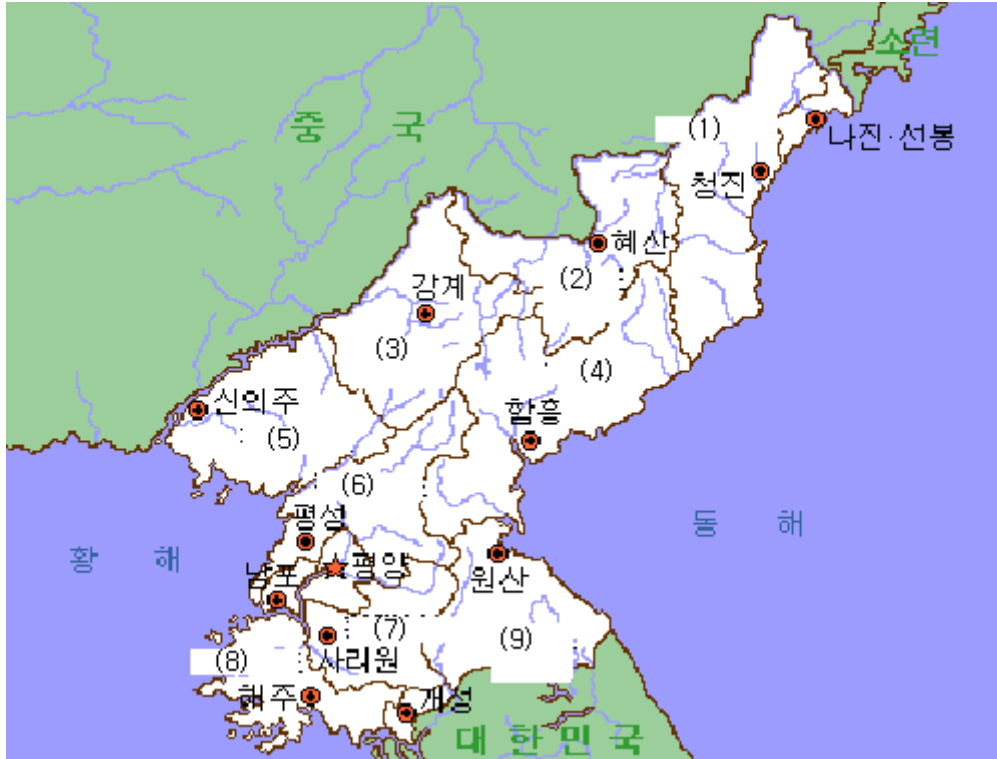 소련
중 국
(1)
나진·선봉
청진
혜산
(2)
강계
(3)
(4)
신의주
함흥
(5)
(6)
평성
동 해
황 해
평양
남포
원산
(7)
(9)
(8)
사리원
해주
개성
대한민국